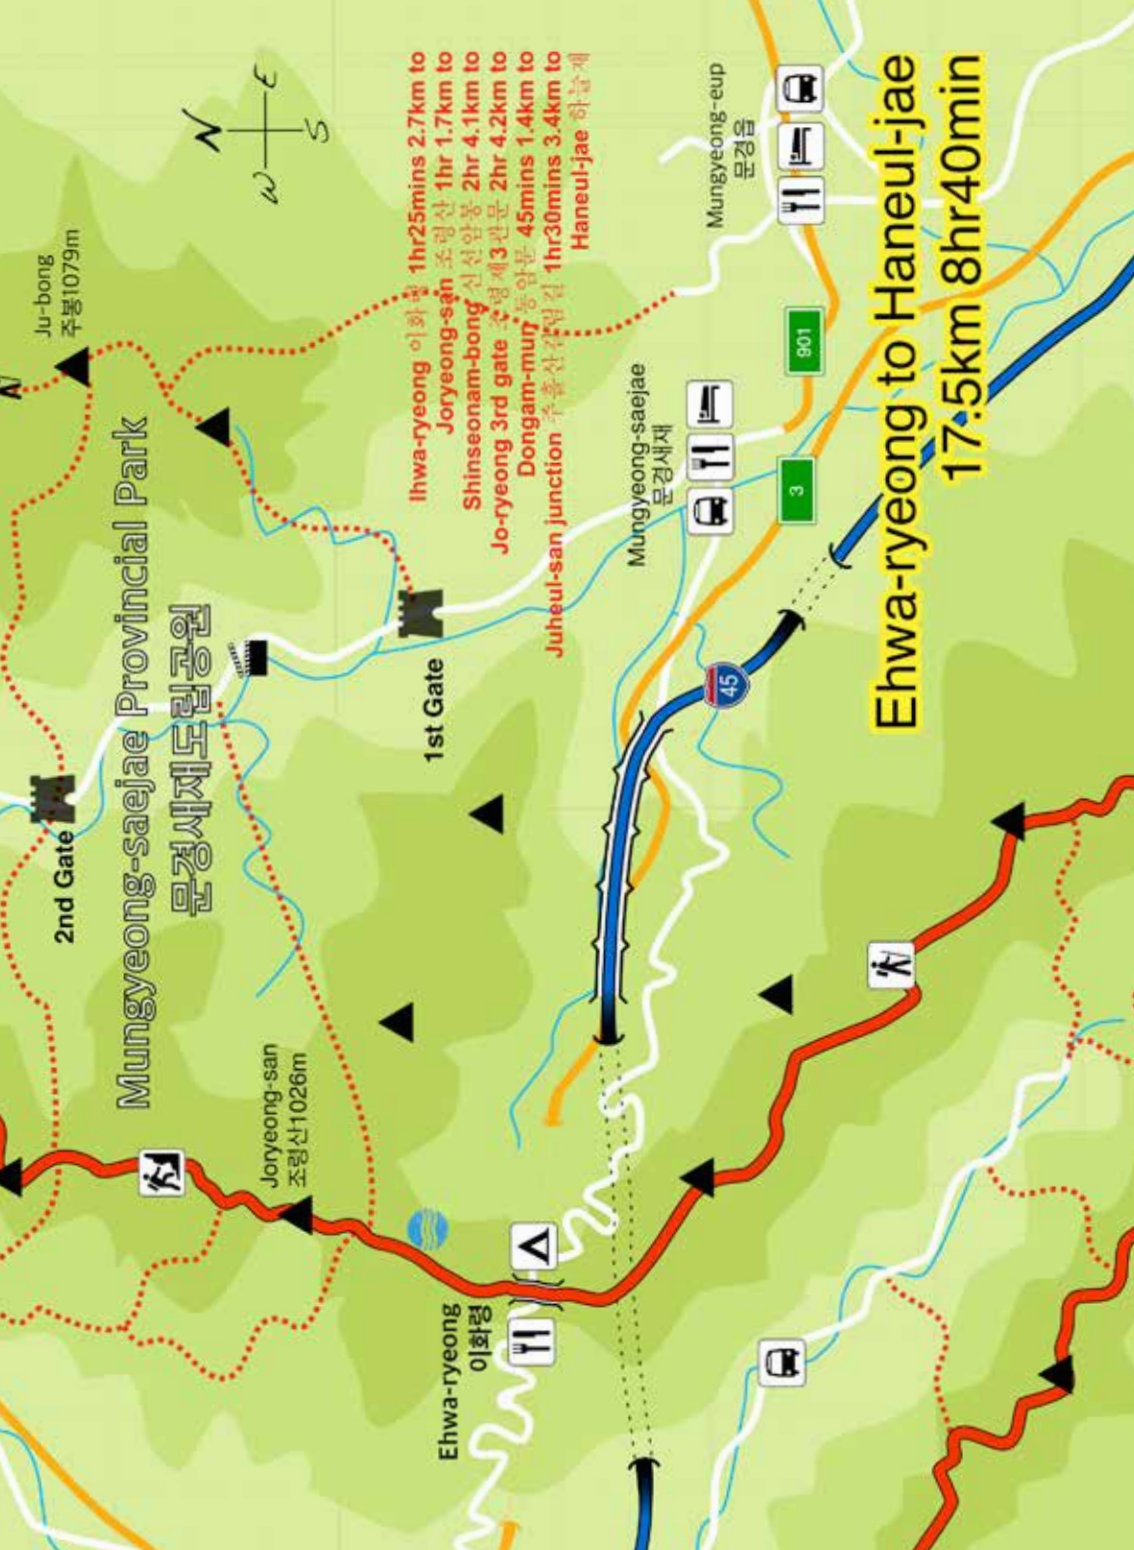 N
W
E
S
Ju-bong
주봉1079m
Mungyeong-saejae Provincial Park
문경새재도립공원
2nd Gate
1st Gate
Joryeong-san
조령산1026m
Ehwa-ryeong
이화령
Ihwa-ryeong 이화령 1hr25mins 2.7km to
Joryeong-san 조령산 1hr 1.7km to
Shinseonam-bong 신선암봉 2hr 4.1km to
Jo-ryeong 3rd gate 조령제3관문 2hr 4.2km to
Dongam-mun 동암문 45mins 1.4km to
Juheul-san junction 주흘산갈림길 1hr30mins 3.4km to
Haneul-jae 하늘재
Mungyeong-eup
문경읍
Mungyeong-saejae
문경새재
901
3
45
Ehwa-ryeong to Haneul-jae
17.5km 8hr40min